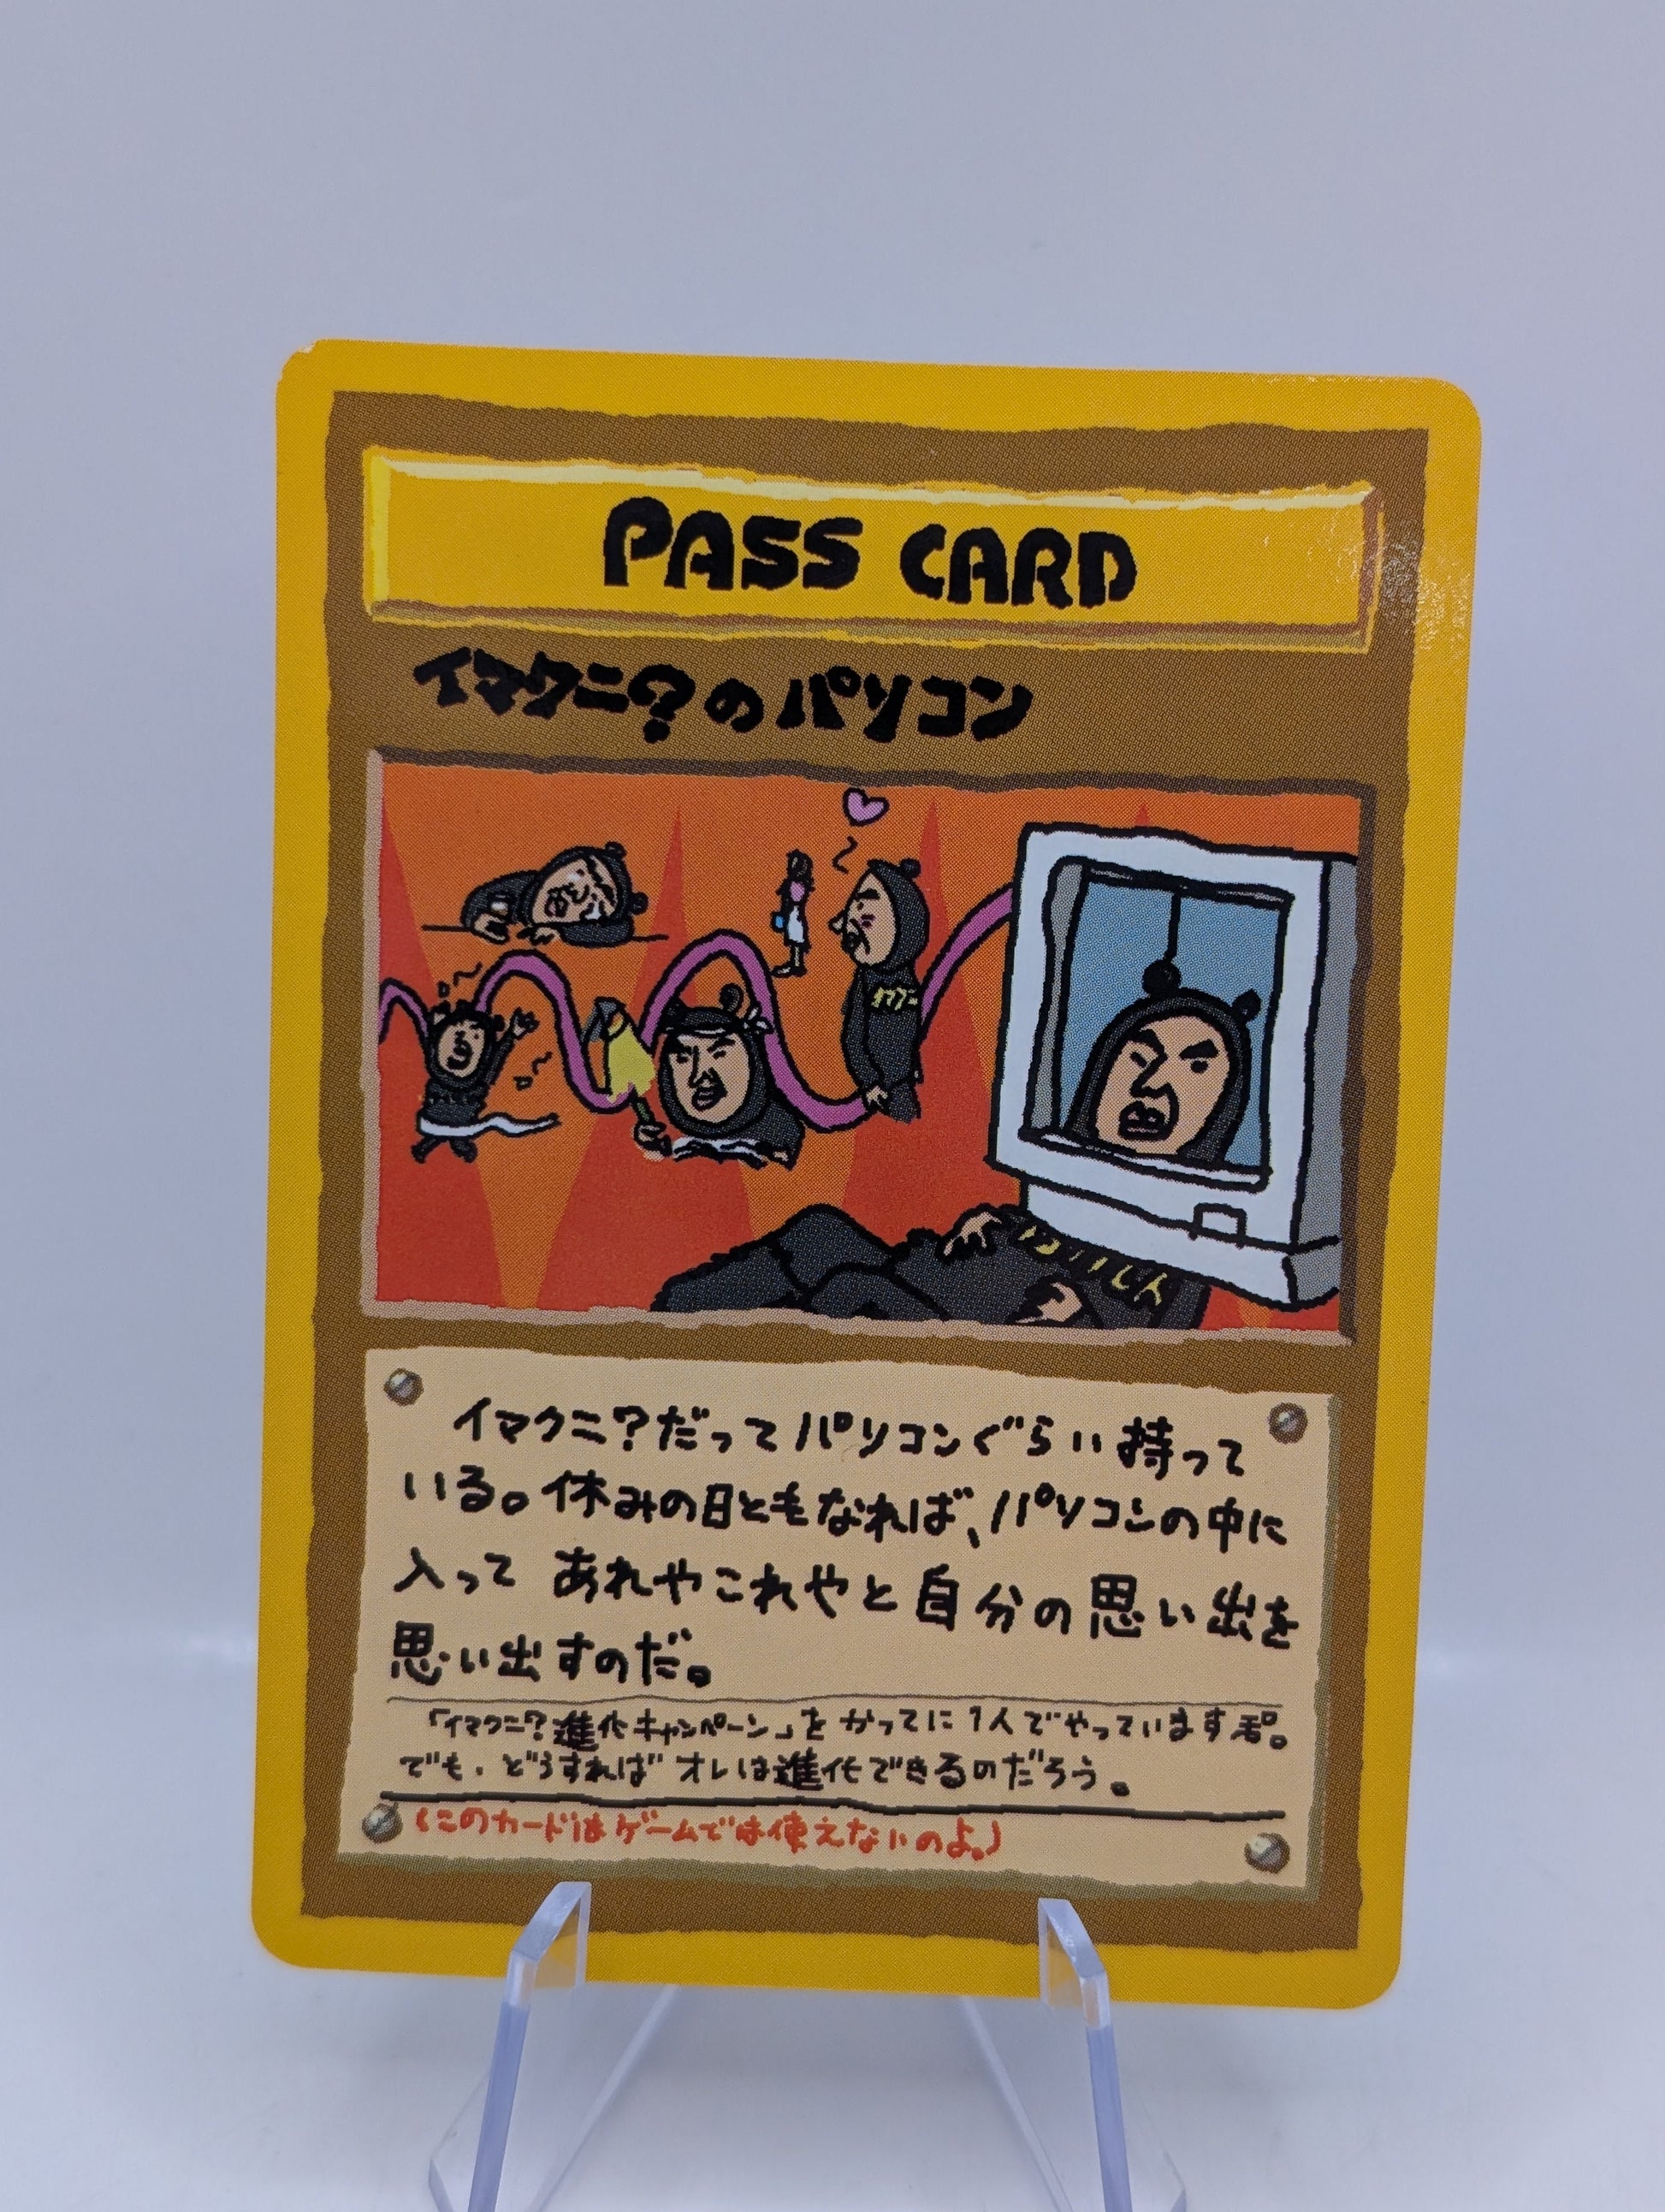 PASS CARD
イマクニ?のパソコン
イマクニ?だってパソコンぐらい持って
いる。休みの日ともなれば、パソコンの中に
入って あれやこれやと自分の思い出を
思い出すのだ。
「イマクニ?進化キャンペーン」を かってに1人でやっています
でも、どうすれば オレは進化できるのだろう。
(このカードは ゲームでは使えないのよ。)